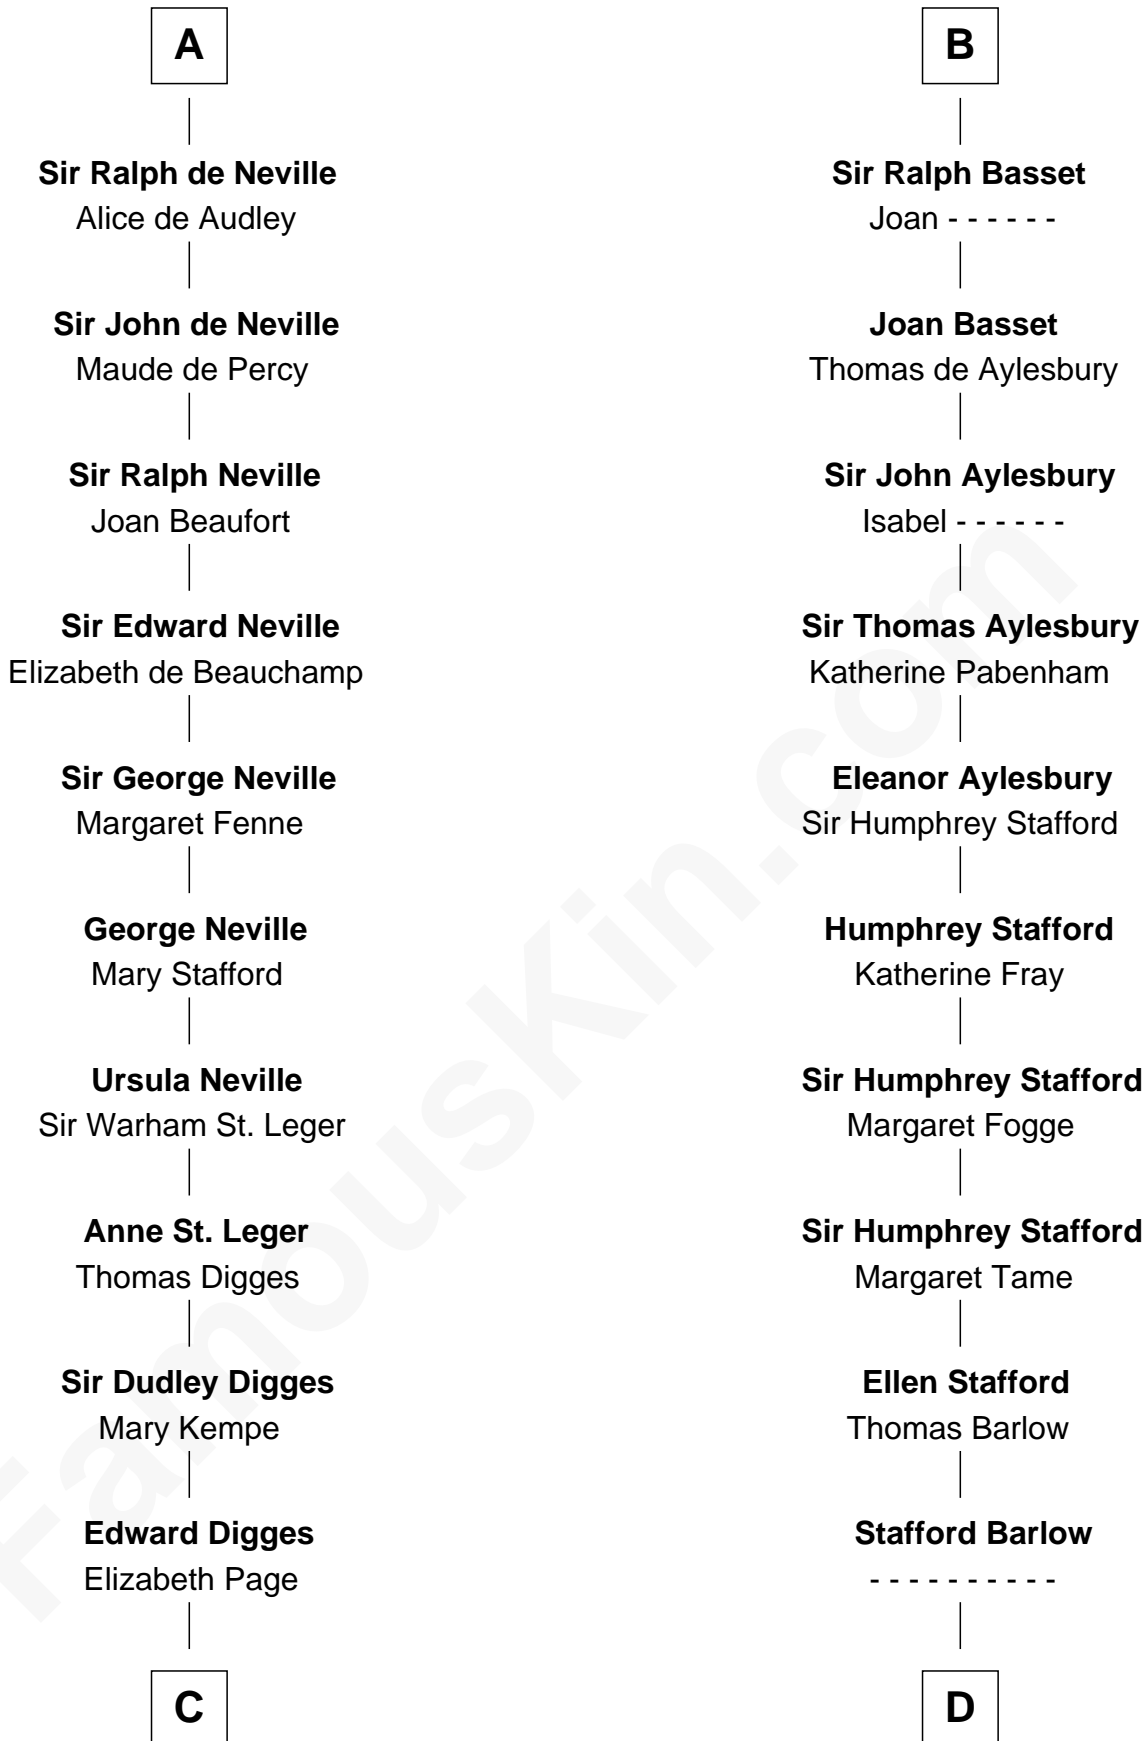 A
Sir Ralph de Neville
Alice de Audley
Sir John de Neville
Maude de Percy
Sir Ralph Neville
Joan Beaufort
Sir Edward Neville
Elizabeth de Beauchamp
Sir George Neville
Margaret Fenne
George Neville
Mary Stafford
Ursula Neville
Sir Warham St. Leger
Anne St. Leger
Thomas Digges
Sir Dudley Digges
Mary Kempe
Edward Digges
Elizabeth Page
C
B
Sir Ralph Basset
Joan - - - - - -
Joan Basset
Thomas de Aylesbury
Sir John Aylesbury
Isabel - - - - - -
Sir Thomas Aylesbury
Katherine Pabenham
Eleanor Aylesbury
Sir Humphrey Stafford
Humphrey Stafford
Katherine Fray
Sir Humphrey Stafford
Margaret Fogge
Sir Humphrey Stafford
Margaret Tame
Ellen Stafford
Thomas Barlow
Stafford Barlow
- - - - - - - - - -
D
FamousKin.com